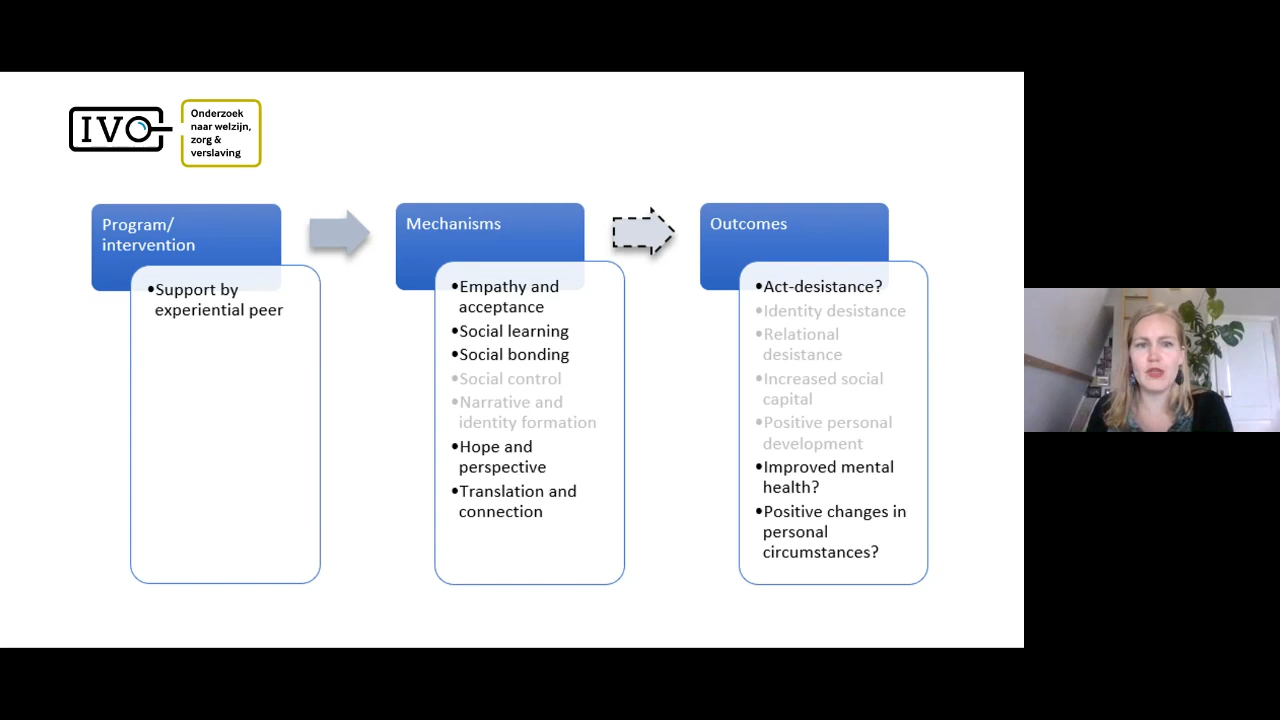 IVO
Onderzoek
naar welzijn,
zorg &
verslaving
Program/
intervention
•Support by
experiential peer
Mechanisms
•Empathy and
acceptance
•Social learning
•Social bonding
•Social control
•Narrative and
identity formation
•Hope and
perspective
•Translation and
connection
Outcomes
•Act-desistance?
•Identity desistance
•Relational
desistance
•Increased social
capital
•Positive personal
development
•Improved mental
health?
•Positive changes in
personal
circumstances?